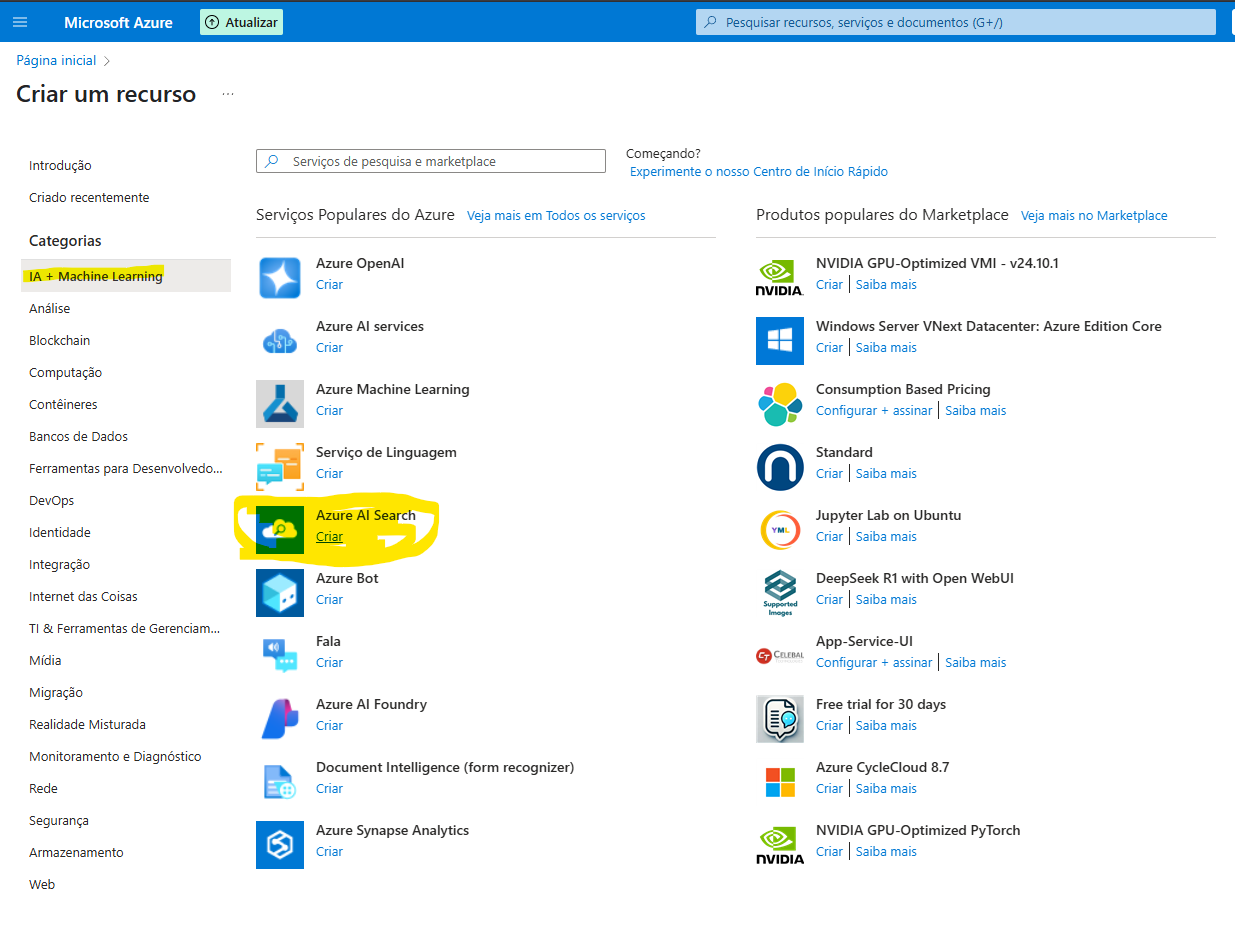 Microsoft Azure
Atualizar
Pesquisar recursos, serviços e documentos (G+/)
Página inicial
Criar um recurso
Introdução
Criado recentemente
Categorias
IA + Machine Learning
Análise
Blockchain
Computação
Contêineres
Bancos de Dados
Ferramentas para Desenvolvedo...
DevOps
Identidade
Integração
Internet das Coisas
TI & Ferramentas de Gerenciam...
Mídia
Migração
Realidade Misturada
Monitoramento e Diagnóstico
Rede
Segurança
Armazenamento
Web
Serviços de pesquisa e marketplace
Começando?
Experimente o nosso Centro de Início Rápido
Serviços Populares do Azure Veja mais em Todos os serviços
Azure OpenAI
Criar
Azure AI services
Criar
Azure Machine Learning
Criar
Serviço de Linguagem
Criar
Azure AI Search
Criar
Azure Bot
Criar
Fala
Criar
Azure AI Foundry
Criar
Document Intelligence (form recognizer)
Criar
Azure Synapse Analytics
Criar
Produtos populares do Marketplace Veja mais no Marketplace
NVIDIA
NVIDIA GPU-Optimized VMI - v24.10.1
Criar | Saiba mais
Windows Server VNext Datacenter: Azure Edition Core
Criar | Saiba mais
Consumption Based Pricing
Configurar + assinar | Saiba mais
Standard
Criar | Saiba mais
YML
Jupyter Lab on Ubuntu
Criar | Saiba mais
Supported
Images
DeepSeek R1 with Open WebUI
Criar | Saiba mais
CELEBAL
App-Service-UI
Configurar + assinar | Saiba mais
Free trial for 30 days
Criar | Saiba mais
Azure CycleCloud 8.7
Criar | Saiba mais
NVIDIA
NVIDIA GPU-Optimized PyTorch
Criar | Saiba mais